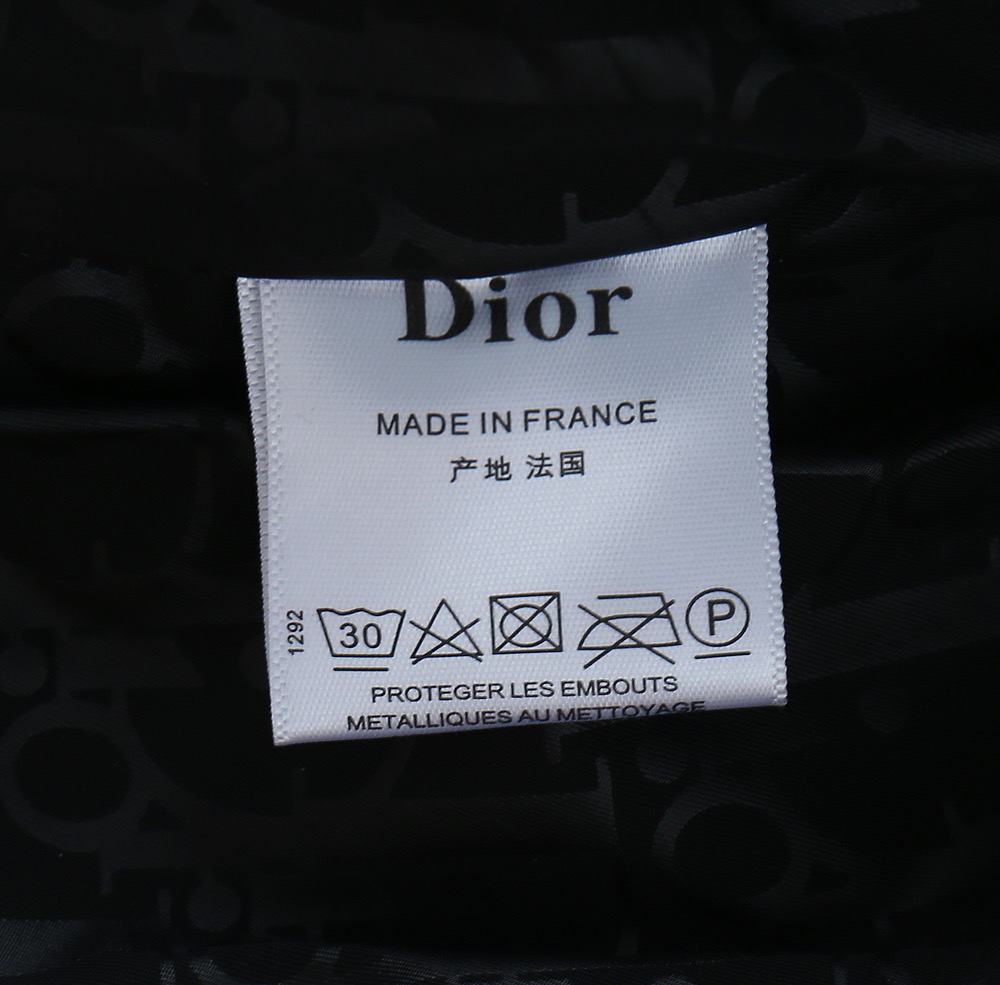 Dior
MADE IN FRANCE
产地 法国
1292
30
P
PROTEGER LES EMBOUTS
METALLIQUES AU METTOYAGE